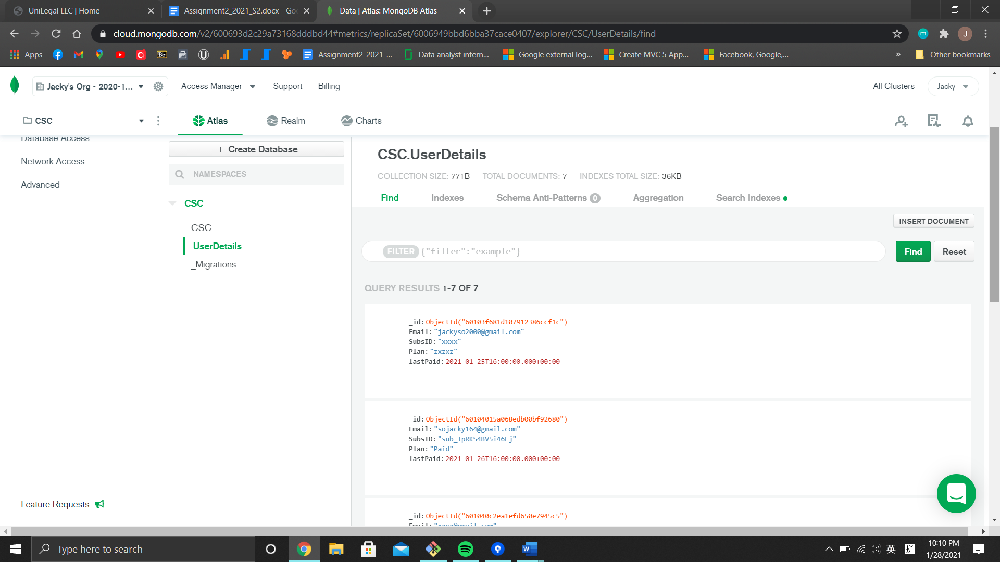 UniLegal LLC | Home
Assignment2_2021_S2.docx - Goo
Data | Atlas: MongoDB Atlas
cloud.mongodb.com/v2/600693d2c29a73168dddbd44#metrics/replicaSet/6006949bbd6bba37cace0407/explorer/CSC/UserDetails/find
J
m
Apps
Bb
Assignment2_2021_...
Data analyst intern...
Google external log...
Create MVC 5 App...
Facebook, Google,...
»
Other bookmarks
Jacky's Org - 2020-1...
Access Manager
Support
Billing
All Clusters
Jacky
CSC
Atlas
Realm
Charts
Database Access
Network Access
Advanced
Feature Requests
+ Create Database
NAMESPACES
CSC
CSC
UserDetails
_Migrations
CSC.UserDetails
COLLECTION SIZE: 771B TOTAL DOCUMENTS: 7 INDEXES TOTAL SIZE: 36KB
Find Indexes Schema Anti-Patterns 0 Aggregation Search Indexes
INSERT DOCUMENT
FILTER {"filter":"example"}
Find
Reset
QUERY RESULTS 1-7 OF 7
_id: ObjectId("60103f681d107912386ccf1c")
Email: "jackyso2000@gmail.com"
SubsID: "xxxx"
Plan: "zxzxz"
lastPaid: 2021-01-25T16:00:00.000+00:00
_id: ObjectId("60104015a068edb00bf92680")
Email: "sojacky164@gmail.com"
SubsID: "sub_IpRKS4BV5i46Ej"
Plan: "Paid"
lastPaid: 2021-01-26T16:00:00.000+00:00
_id: ObjectId("601040c2ea1efd650e7945c5")
Email: "xxxx@gmail.com"
Type here to search
英
拼
10:10 PM
1/28/2021